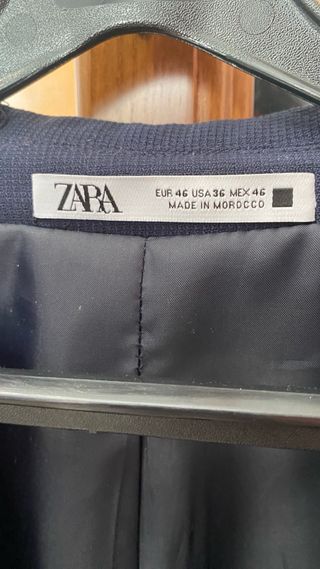 ZARA
EUR 46 USA 36 MEX 46
MADE IN MOROCCO